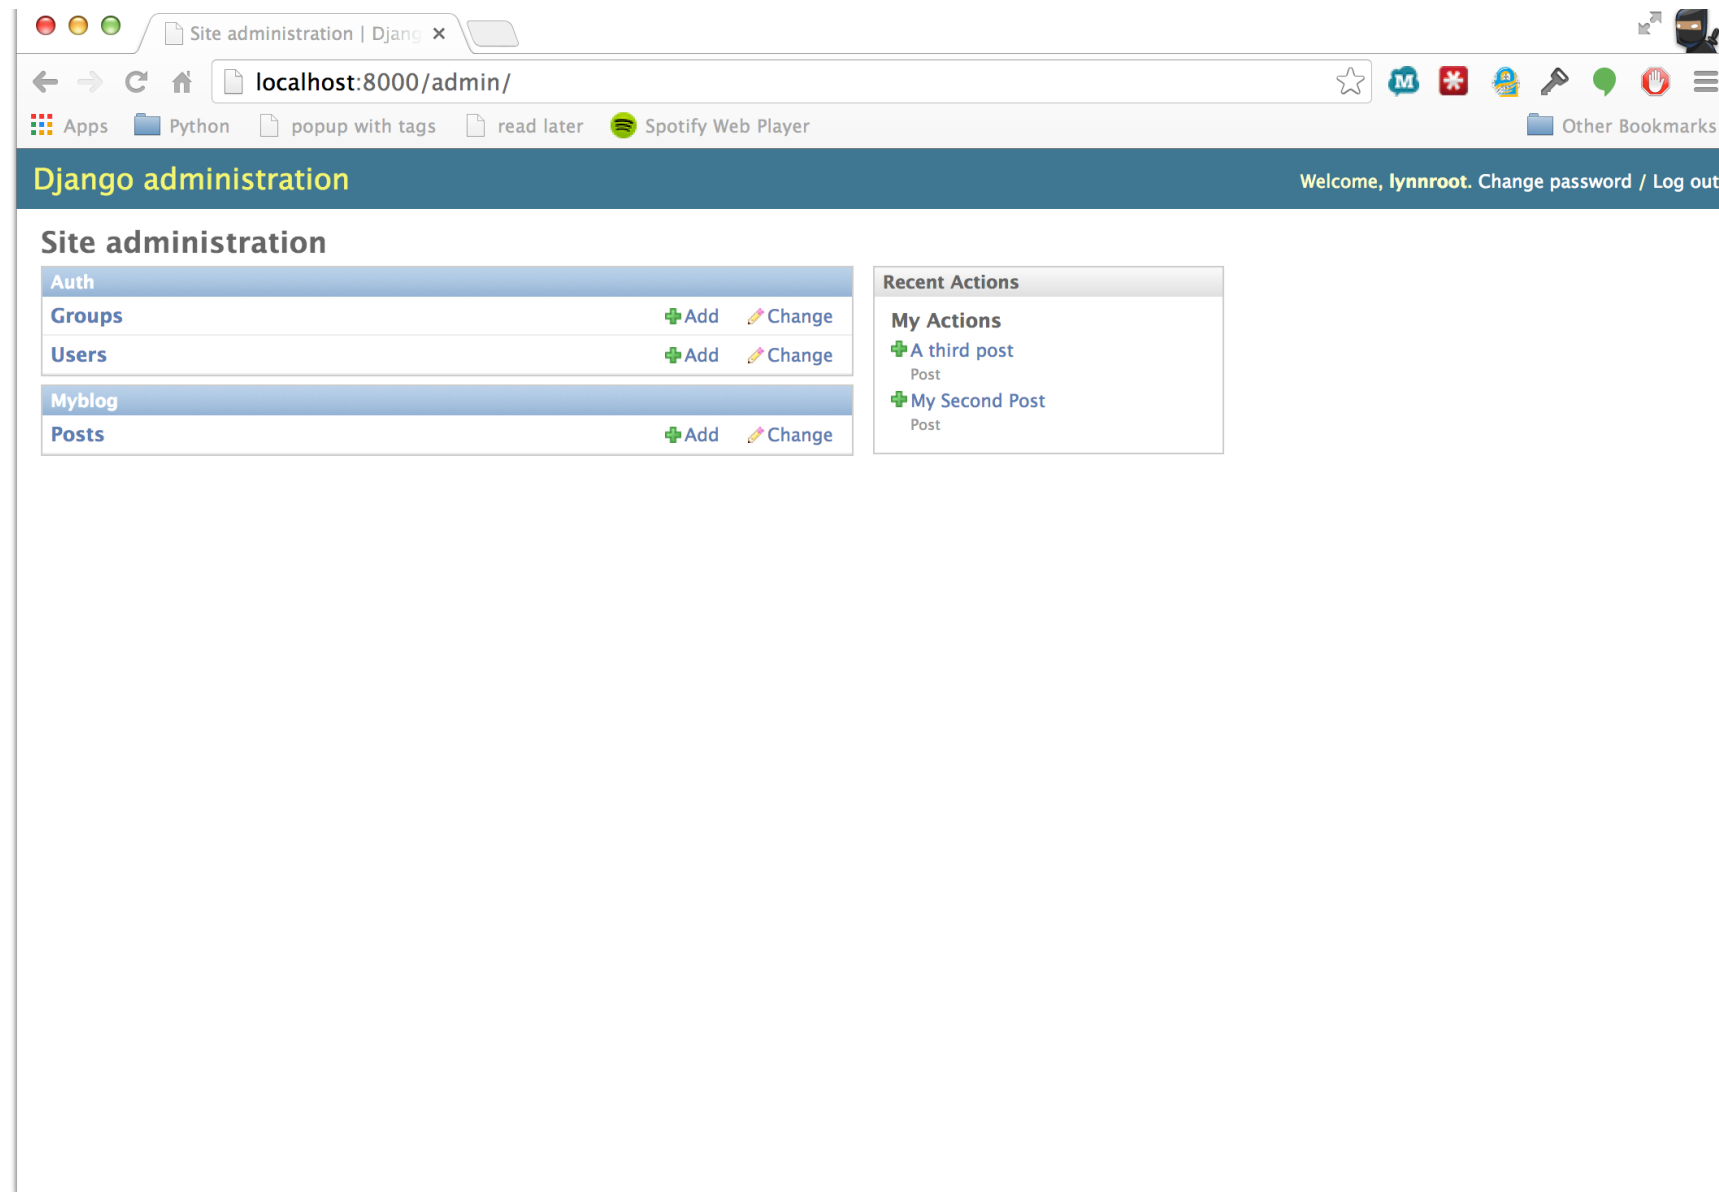 Site administration | Djang
localhost:8000/admin/
Apps Python popup with tags read later Spotify Web Player Other Bookmarks
Django administration Welcome, lynnroot. Change password / Log out
Site administration
Auth
Groups Add Change
Users Add Change
Myblog
Posts Add Change
Recent Actions
My Actions
A third post
Post
My Second Post
Post